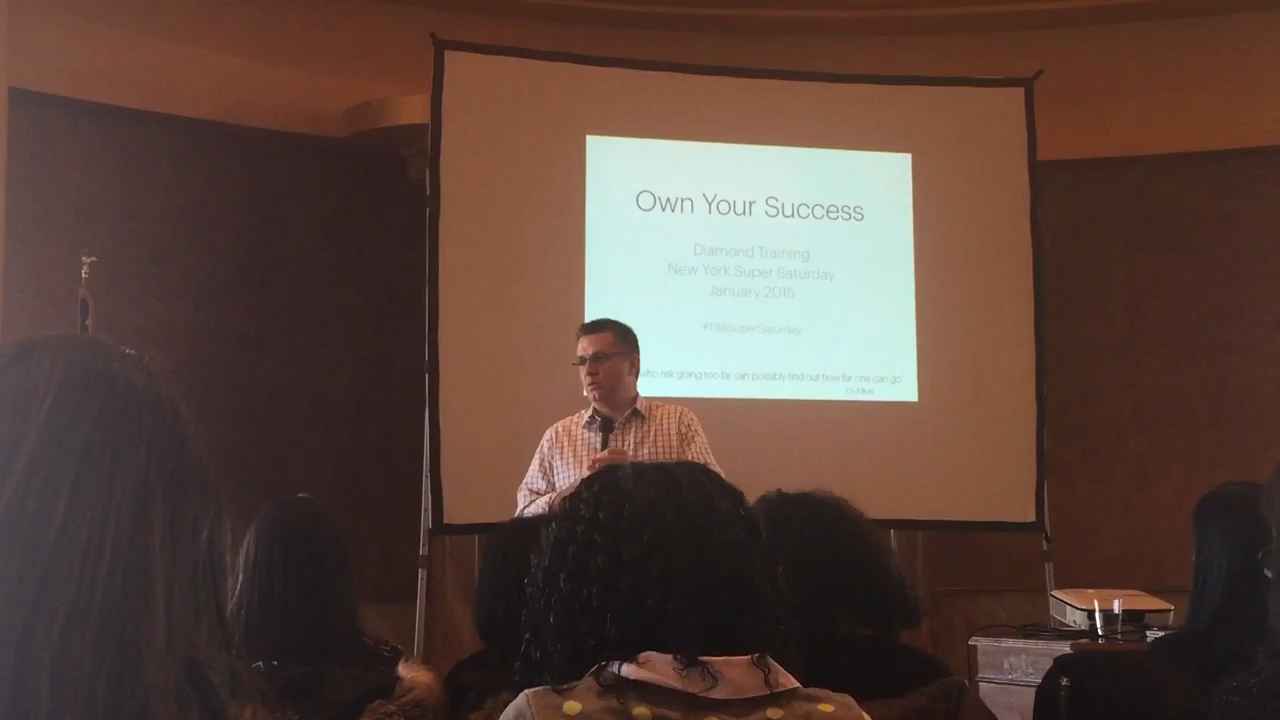 Own Your Success
Diamond Training
New York Super Saturday
January 2015
#TBBSuperSaturday
who risk going too far can possibly find out how far one can go'